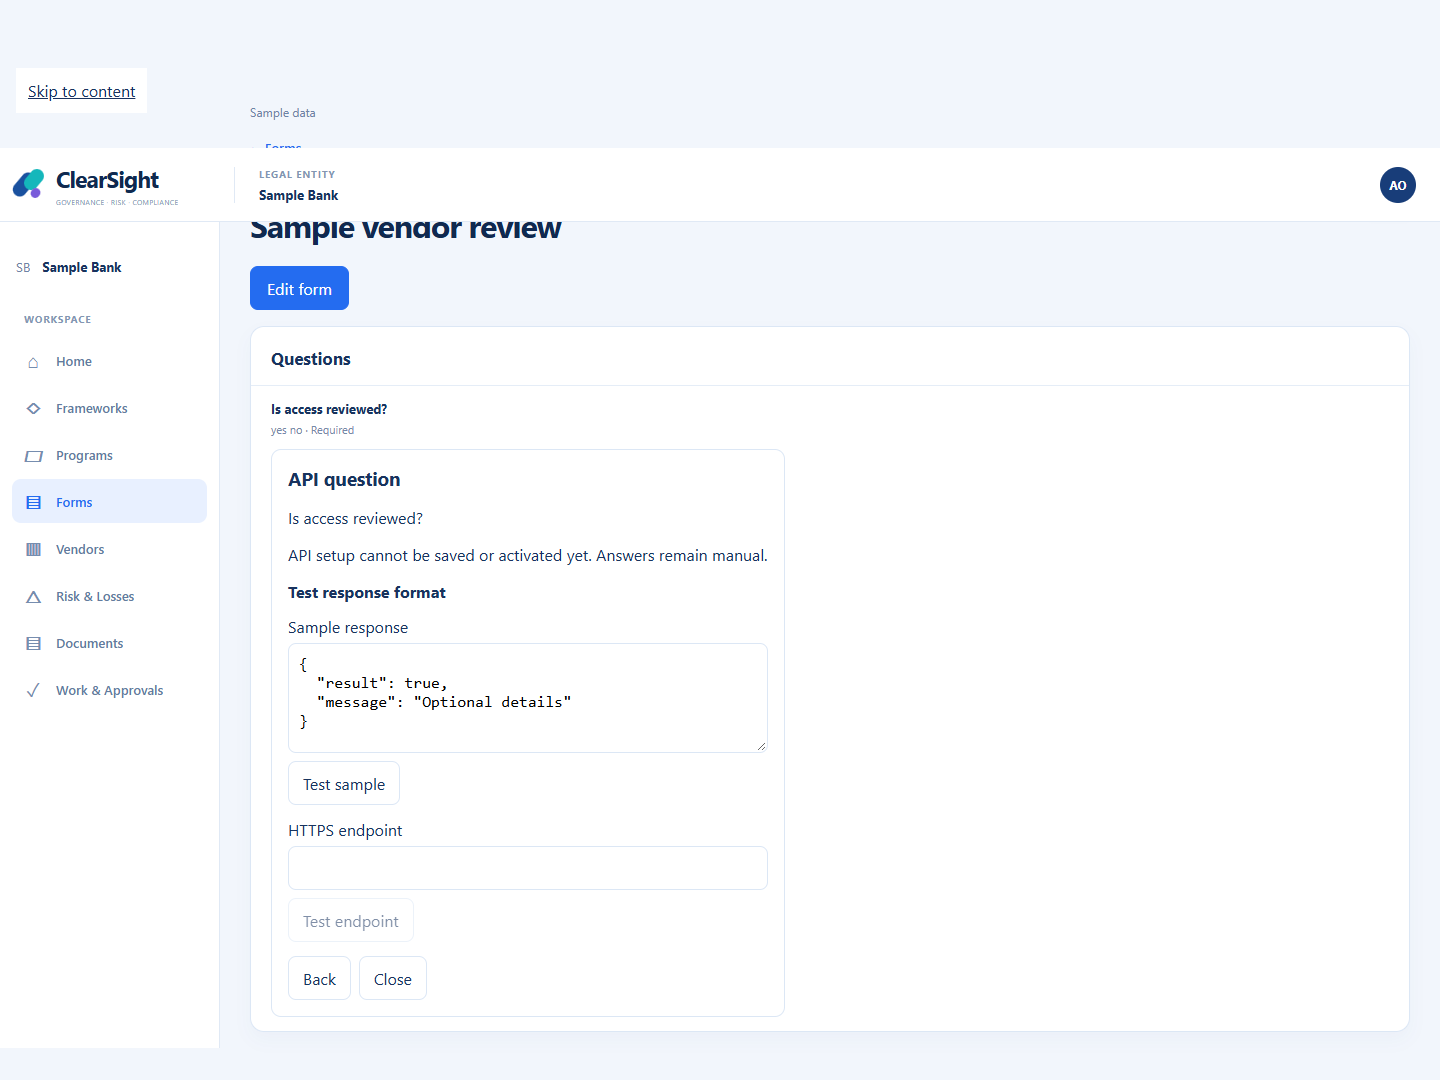 Skip to content
Sample data
Forms
ClearSight
GOVERNANCE · RISK · COMPLIANCE
LEGAL ENTITY
Sample Bank
AO
SB Sample Bank
WORKSPACE
Home
Frameworks
Programs
Forms
Vendors
Risk & Losses
Documents
Work & Approvals
Sample vendor review
Edit form
Questions
Is access reviewed?
yes no · Required
API question
Is access reviewed?
API setup cannot be saved or activated yet. Answers remain manual.
Test response format
Sample response
{
"result": true,
"message": "Optional details"
}
Test sample
HTTPS endpoint
Test endpoint
Back Close